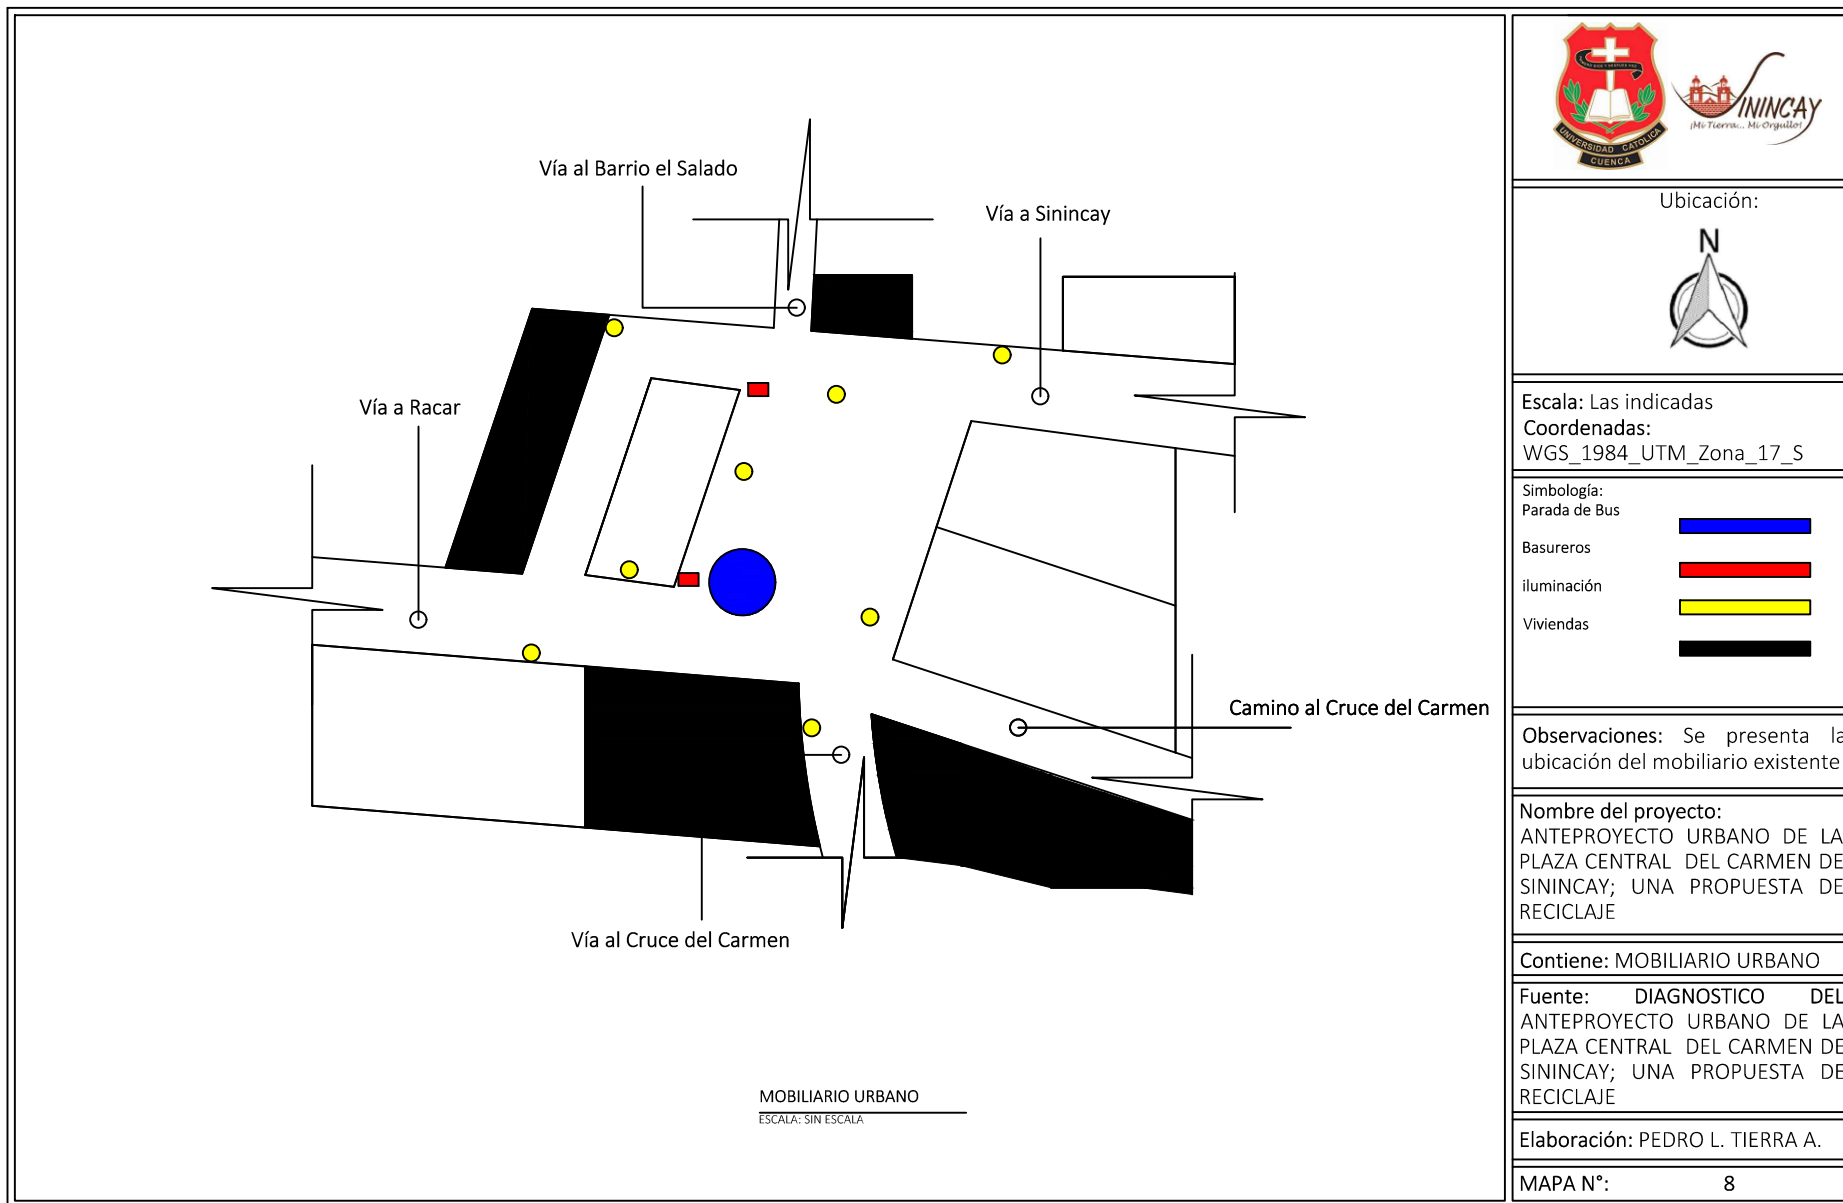 Vía al Barrio el Salado
Vía a Sinincay
Vía a Racar
Camino al Cruce del Carmen
Vía al Cruce del Carmen
MOBILIARIO URBANO
ESCALA: SIN ESCALA
UNIVERSIDAD CATOLICA
CUENCA
SININCAY
¡Mi Tierra... Mi Orgullo!
Ubicación:
N
Escala: Las indicadas
Coordenadas:
WGS_1984_UTM_Zona_17_S
Simbología:
Parada de Bus
Basureros
iluminación
Viviendas
Observaciones: Se presenta la
ubicación del mobiliario existente
Nombre del proyecto:
ANTEPROYECTO URBANO DE LA
PLAZA CENTRAL DEL CARMEN DE
SININCAY; UNA PROPUESTA DE
RECICLAJE
Contiene: MOBILIARIO URBANO
Fuente: DIAGNOSTICO DEL
ANTEPROYECTO URBANO DE LA
PLAZA CENTRAL DEL CARMEN DE
SININCAY; UNA PROPUESTA DE
RECICLAJE
Elaboración: PEDRO L. TIERRA A.
MAPA N°: 8